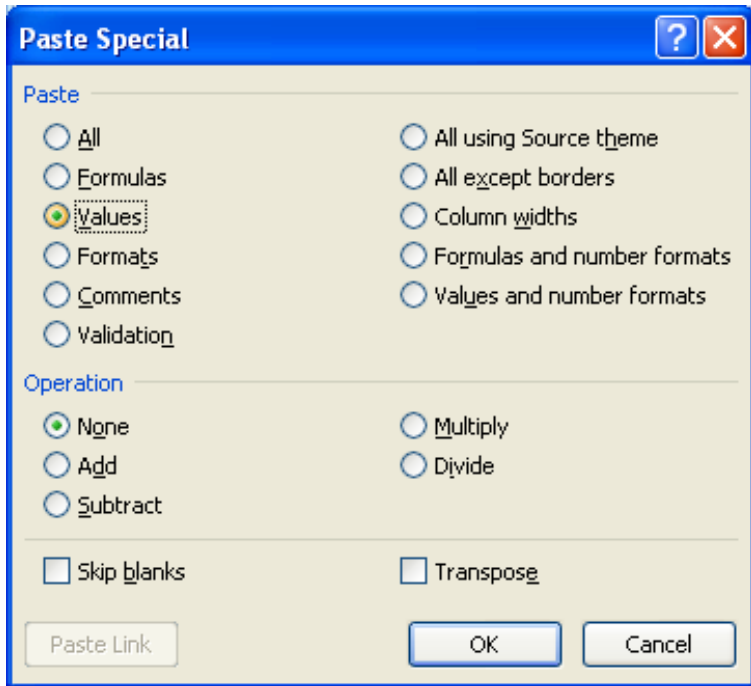 Paste Special
Paste
All
All using Source theme
Formulas
All except borders
Values
Column widths
Formats
Formulas and number formats
Comments
Values and number formats
Validation
Operation
None
Multiply
Add
Divide
Subtract
Skip blanks
Transpose
Paste Link
OK
Cancel